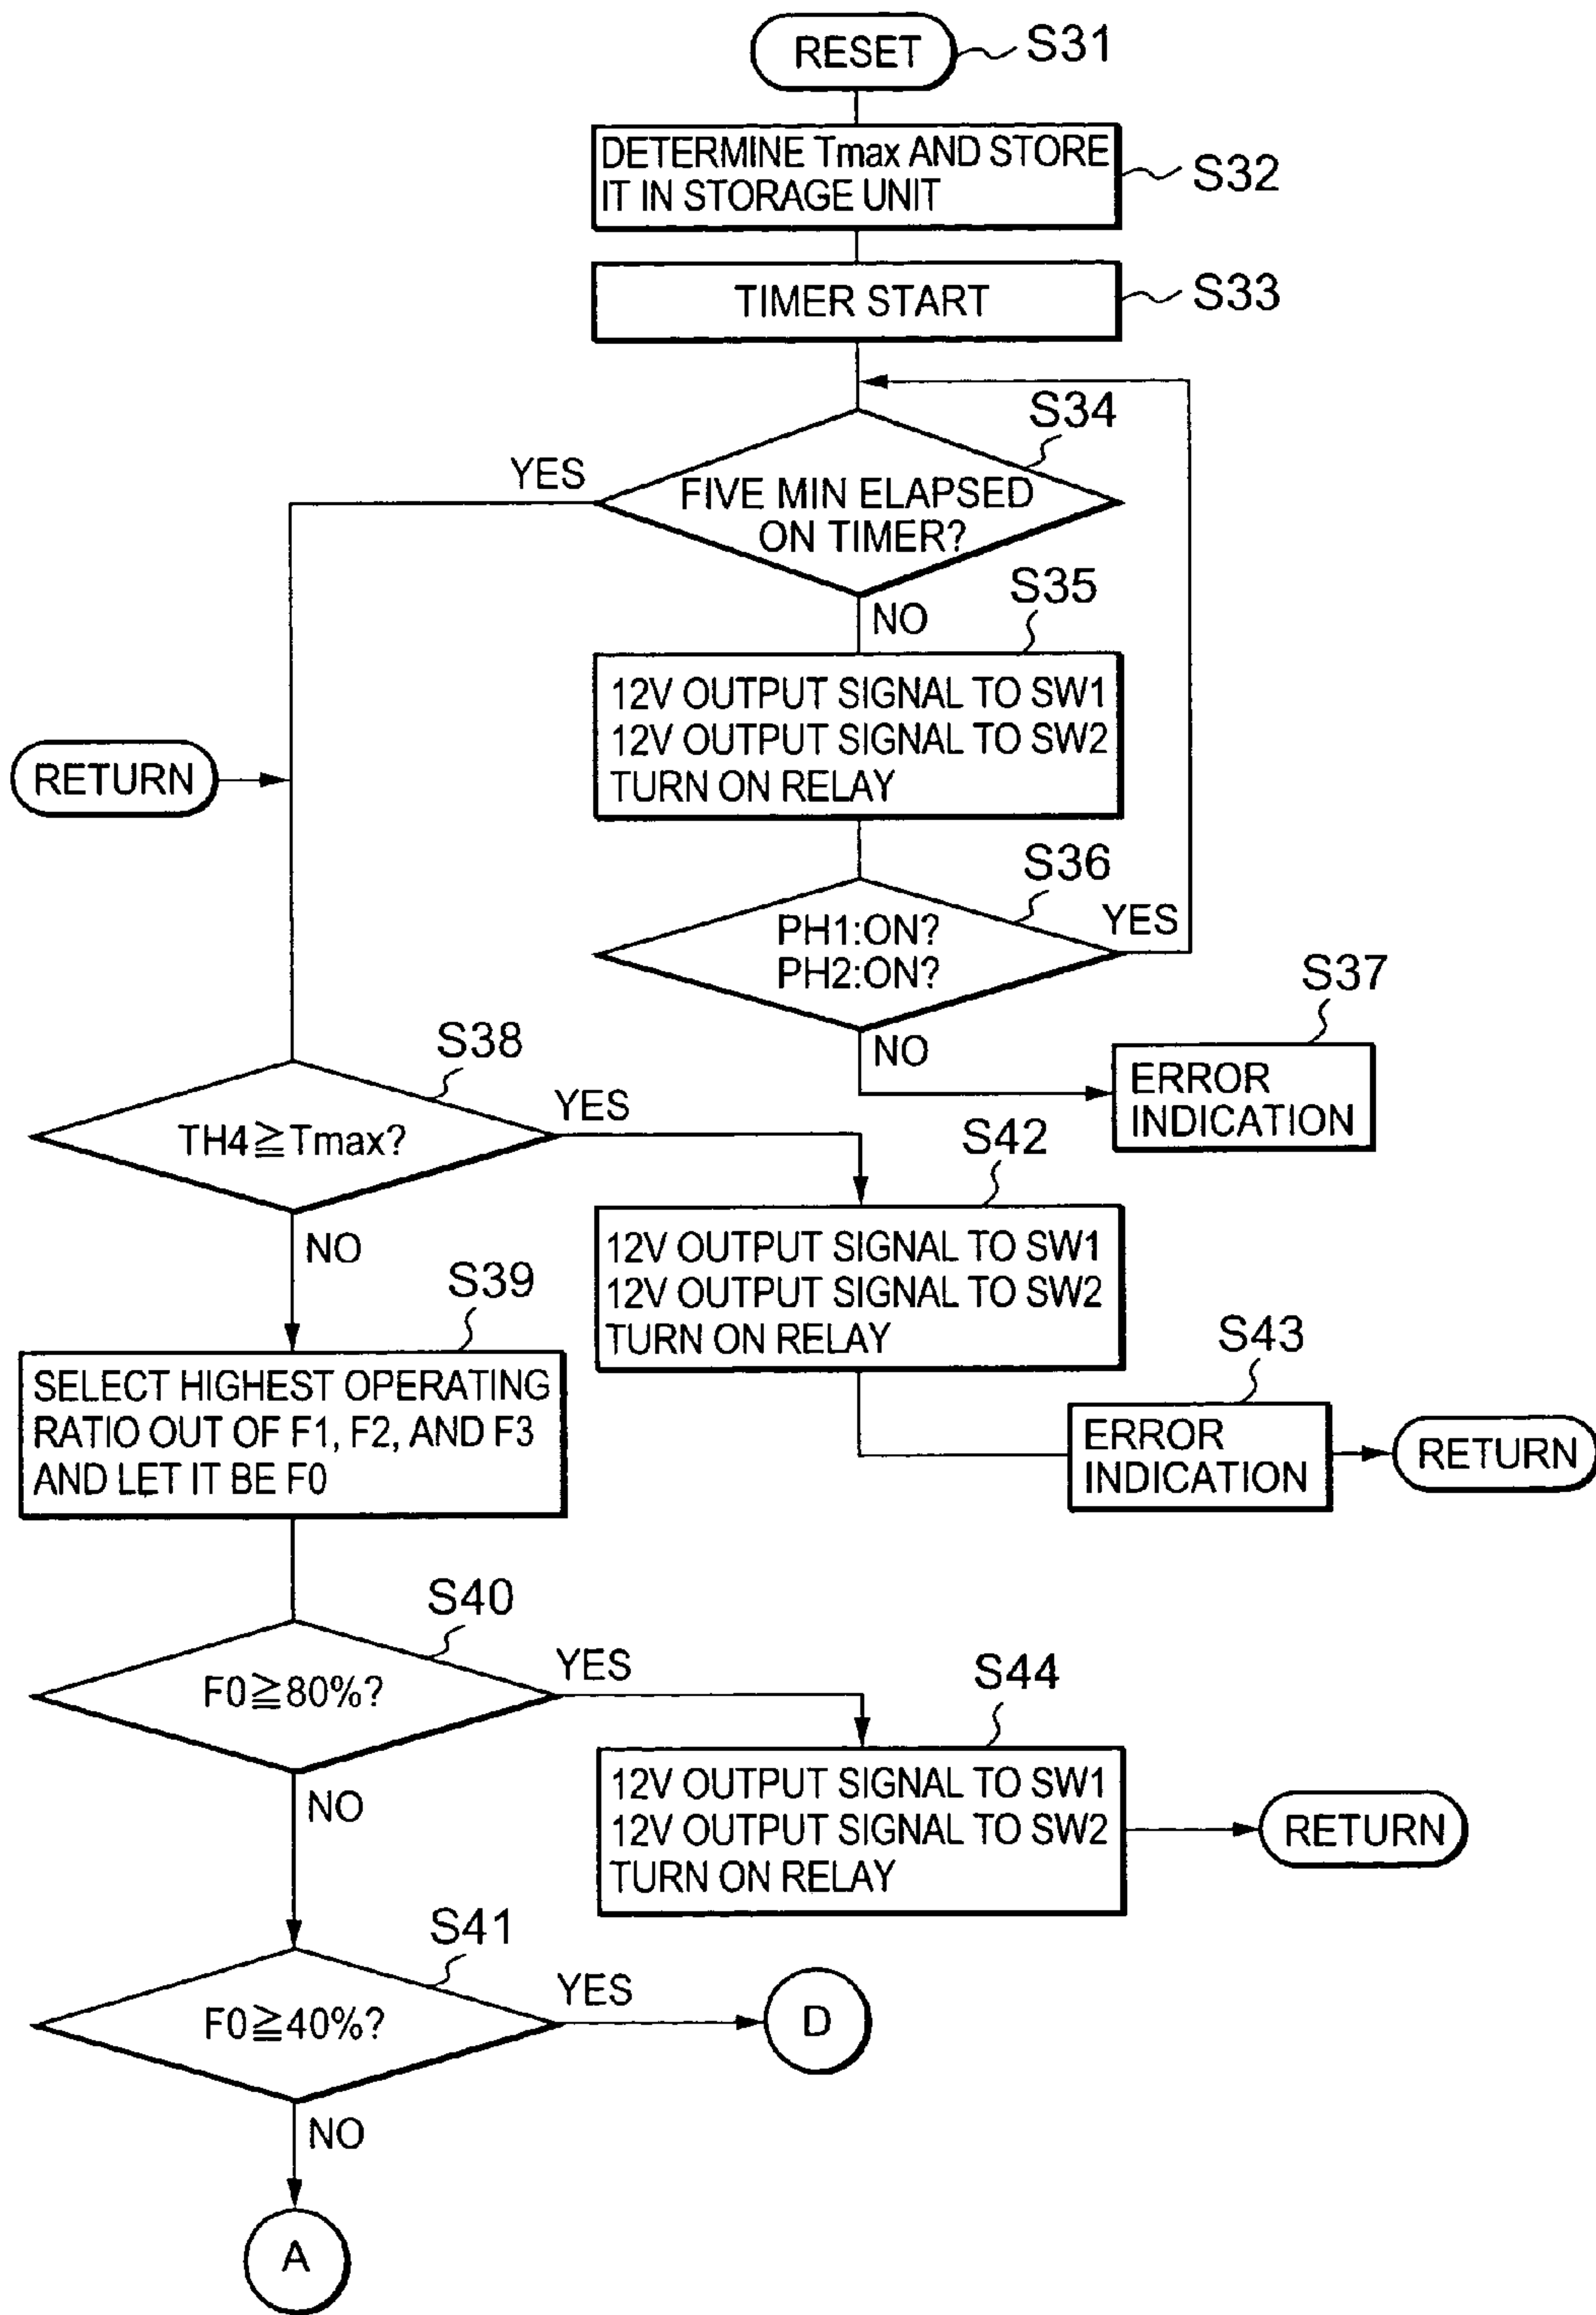 RESET
S31
DETERMINE Tmax AND STORE
IT IN STORAGE UNIT
S32
TIMER START
S33
S34
YES
FIVE MIN ELAPSED
ON TIMER?
NO
S35
12V OUTPUT SIGNAL TO SW1
12V OUTPUT SIGNAL TO SW2
TURN ON RELAY
RETURN
S36
PH1:ON?
PH2:ON?
YES
NO
S37
ERROR
INDICATION
S38
TH4≧Tmax?
YES
NO
S42
12V OUTPUT SIGNAL TO SW1
12V OUTPUT SIGNAL TO SW2
TURN ON RELAY
S39
SELECT HIGHEST OPERATING
RATIO OUT OF F1, F2, AND F3
AND LET IT BE F0
S43
ERROR
INDICATION
RETURN
S40
F0≧80%?
YES
NO
S44
12V OUTPUT SIGNAL TO SW1
12V OUTPUT SIGNAL TO SW2
TURN ON RELAY
RETURN
S41
F0≧40%?
YES
D
NO
A